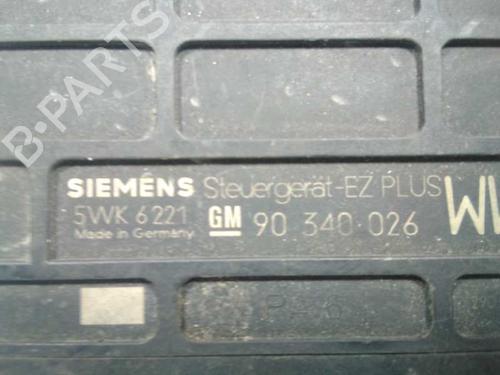 B-PARTS
SIEMENS Steuergerät-EZ PLUS
5WK 6221 GM 90 340 026
Made in Germany